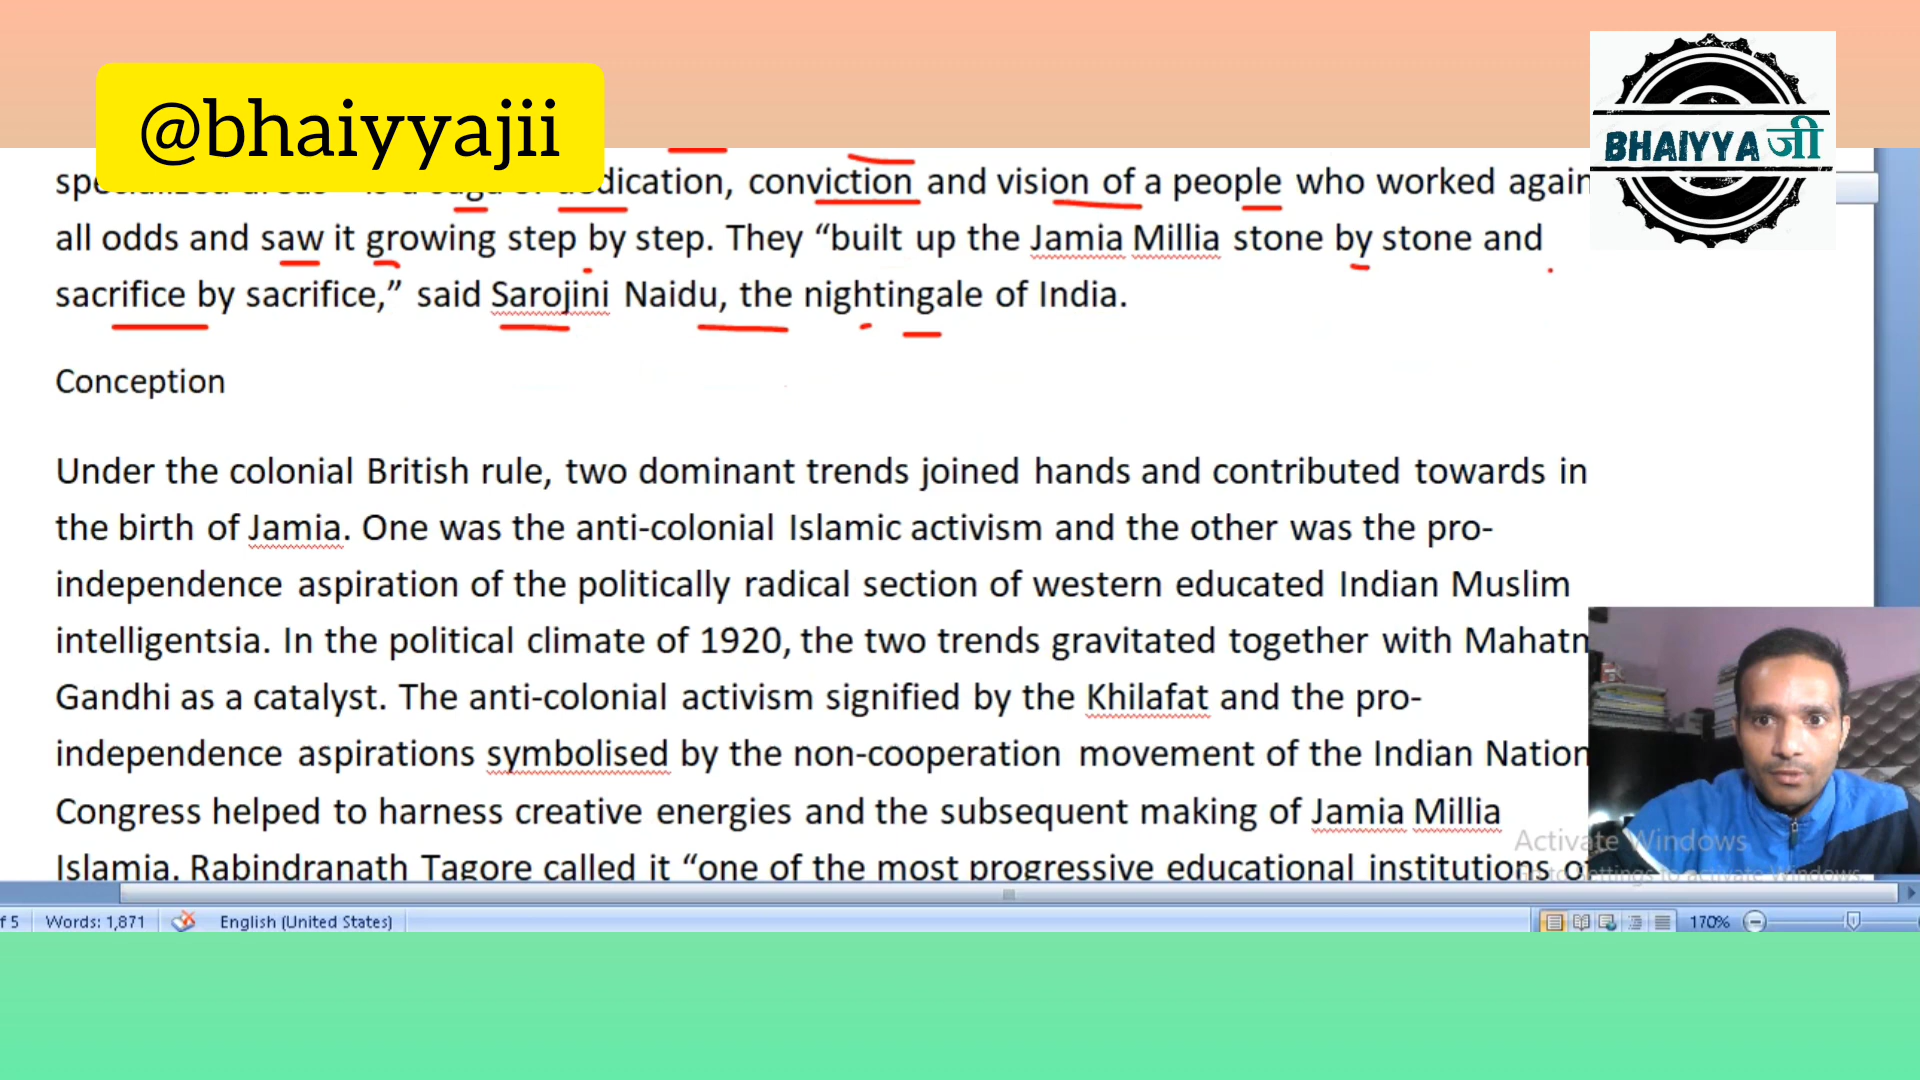 @bhaiyyajii
BHAIYYA जी
dication, conviction and vision of a people who worked again
all odds and saw it growing step by step. They “built up the Jamia Millia stone by stone and
sacrifice by sacrifice,” said Sarojini Naidu, the nightingale of India.
Conception
Under the colonial British rule, two dominant trends joined hands and contributed towards in
the birth of Jamia. One was the anti-colonial Islamic activism and the other was the pro-
independence aspiration of the politically radical section of western educated Indian Muslim
intelligentsia. In the political climate of 1920, the two trends gravitated together with Mahatm
Gandhi as a catalyst. The anti-colonial activism signified by the Khilafat and the pro-
independence aspirations symbolised by the non-cooperation movement of the Indian Nation
Congress helped to harness creative energies and the subsequent making of Jamia Millia
Islamia. Rabindranath Tagore called it “one of the most progressive educational institutions of
Activate Windows
Go to Settings to activate Windows.
f 5 Words: 1,871 English (United States) 170%